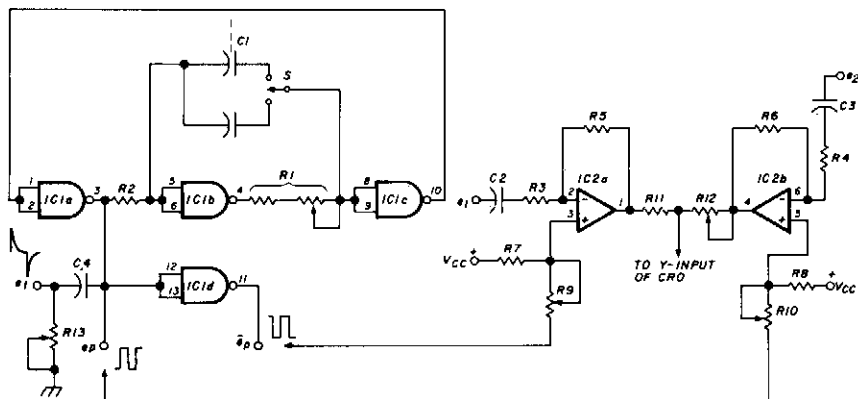 C1
S
1
2
IC1a
3
R2
5
6
IC1b
4
R1
8
9
IC1c
10
C2
e1
R3
R5
2
3
IC2a
1
R11
R12
4
IC2b
6
5
R6
e2
C3
R4
TO Y-INPUT
OF CRO
VCC
+
R7
R9
R8
+
VCC
R10
et
C4
R13
ep
12
13
IC1d
11
ēp